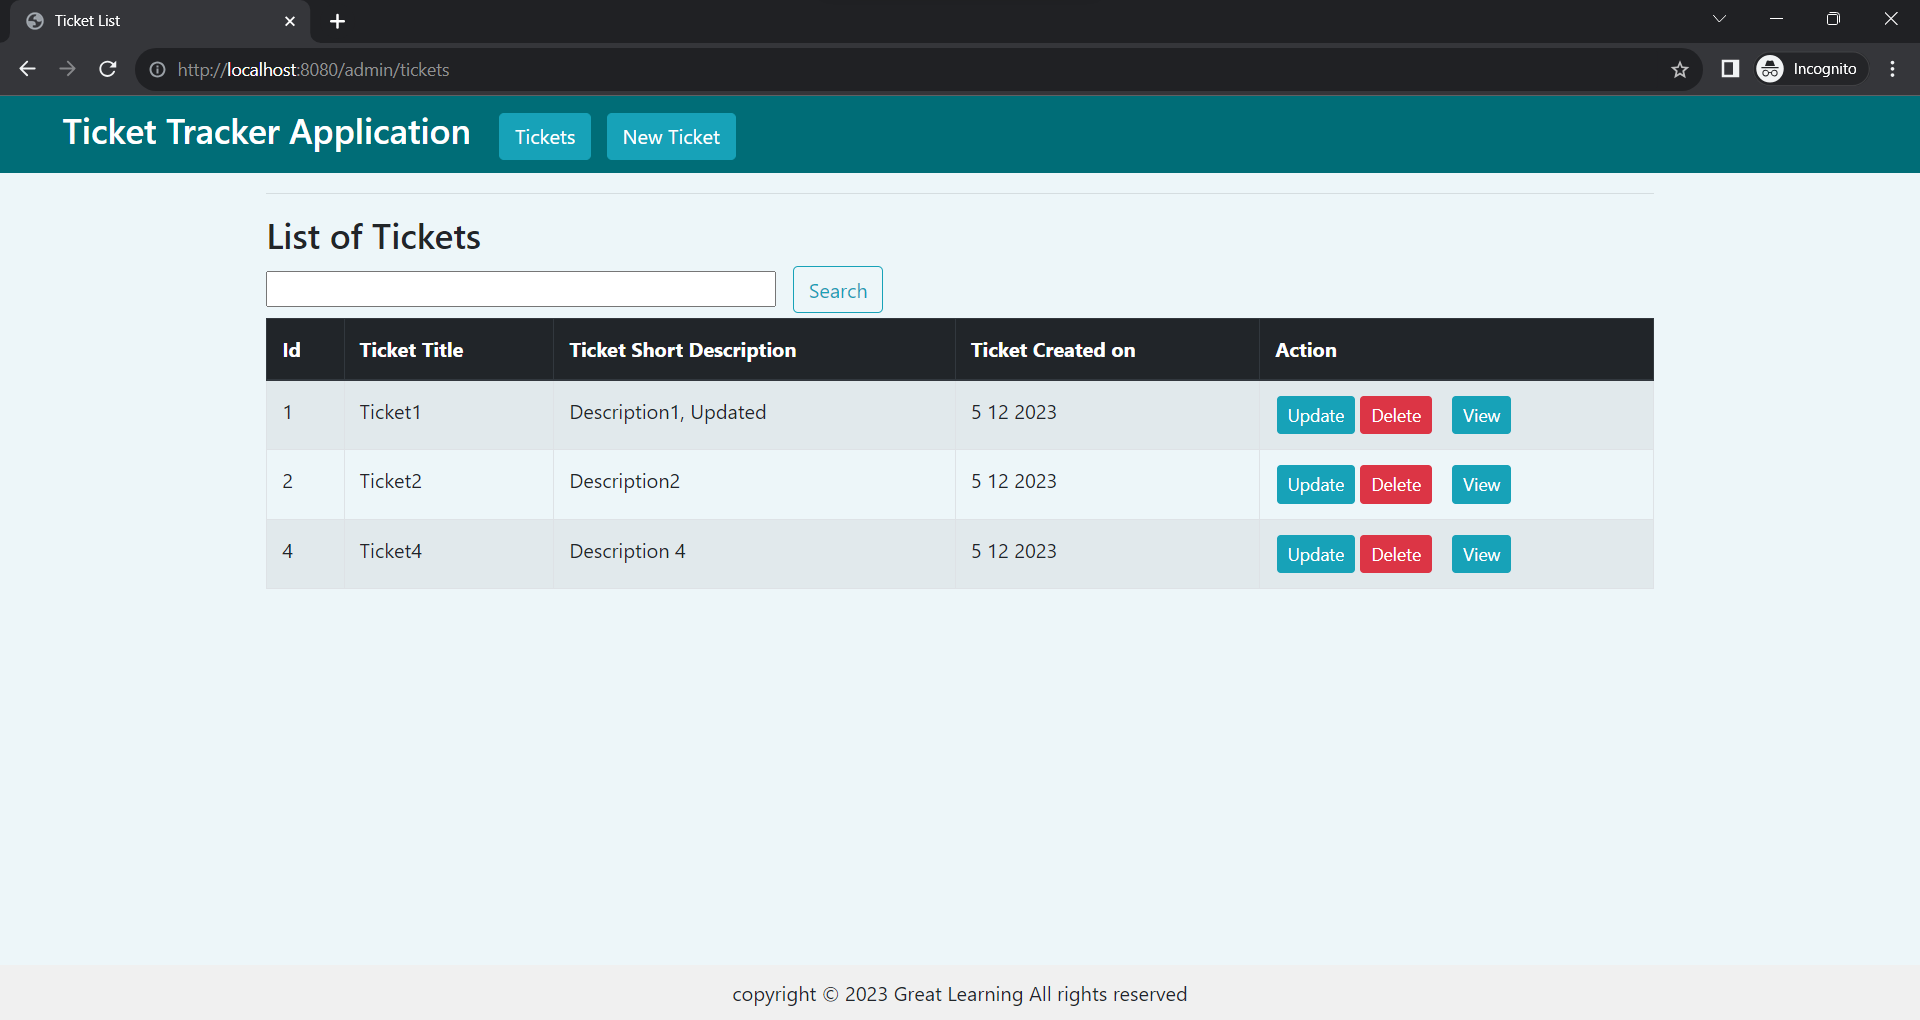 Ticket List
http://localhost:8080/admin/tickets
Incognito
Ticket Tracker Application Tickets New Ticket
List of Tickets
Search
Id Ticket Title Ticket Short Description Ticket Created on Action
1 Ticket1 Description1, Updated 5 12 2023 Update Delete View
2 Ticket2 Description2 5 12 2023 Update Delete View
4 Ticket4 Description 4 5 12 2023 Update Delete View
copyright © 2023 Great Learning All rights reserved